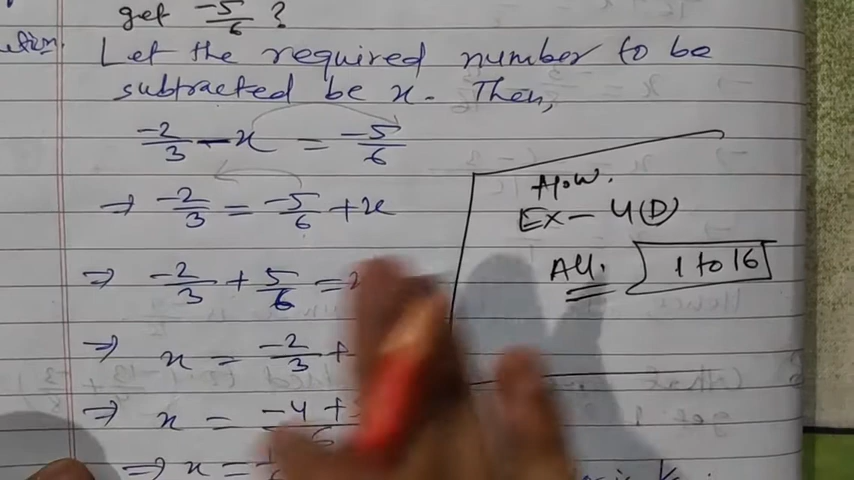 get -5/6 ?
Let the required number to be
subtracted be x. Then,
-2/3 - x = -5/6
⇒ -2/3 = -5/6 + x
⇒ -2/3 + 5/6 =
⇒ x = -2/3 +
⇒ x = -4 +
⇒ x =
H.W.
Ex - 4(D)
All. 1 to 16